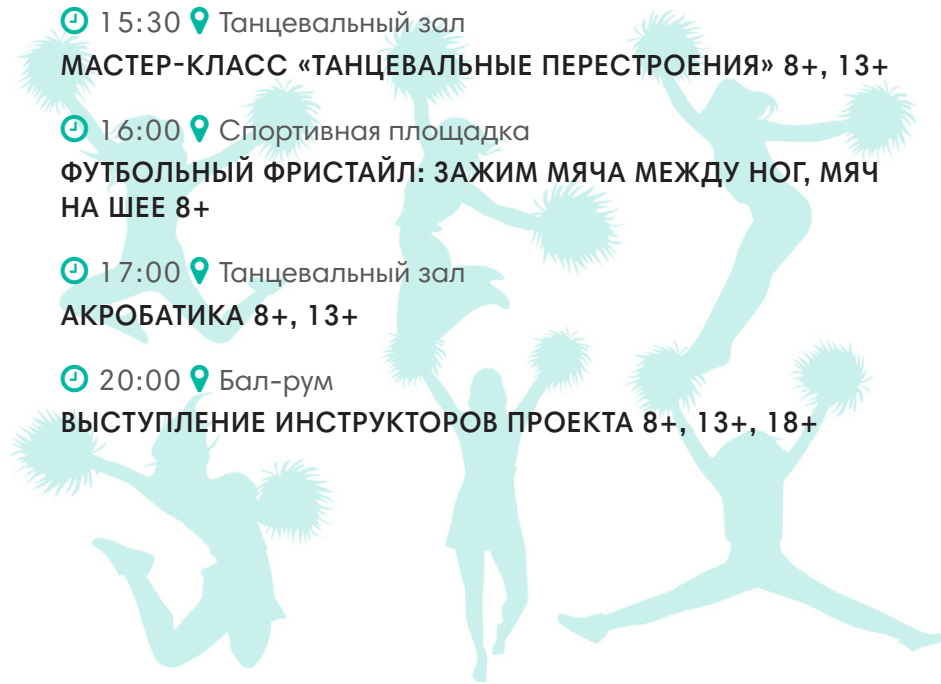 15:30 Танцевальный зал
МАСТЕР-КЛАСС «ТАНЦЕВАЛЬНЫЕ ПЕРЕСТРОЕНИЯ» 8+, 13+
16:00 Спортивная площадка
ФУТБОЛЬНЫЙ ФРИСТАЙЛ: ЗАЖИМ МЯЧА МЕЖДУ НОГ, МЯЧ
НА ШЕЕ 8+
17:00 Танцевальный зал
АКРОБАТИКА 8+, 13+
20:00 Бал-рум
ВЫСТУПЛЕНИЕ ИНСТРУКТОРОВ ПРОЕКТА 8+, 13+, 18+